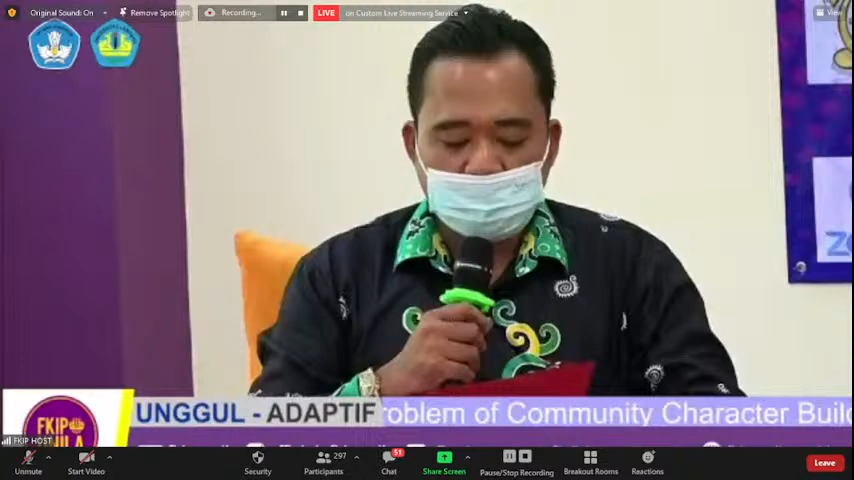 Original Sound: On
Remove Spotlight
Recording...
LIVE
on Custom Live Streaming Service
View
FKIP
UNGGUL - ADAPTIF
roblem of Community Character Buil
FKIP HOST
Unmute
Start Video
Security
297
Participants
51
Chat
Share Screen
Pause/Stop Recording
Breakout Rooms
Reactions
Leave